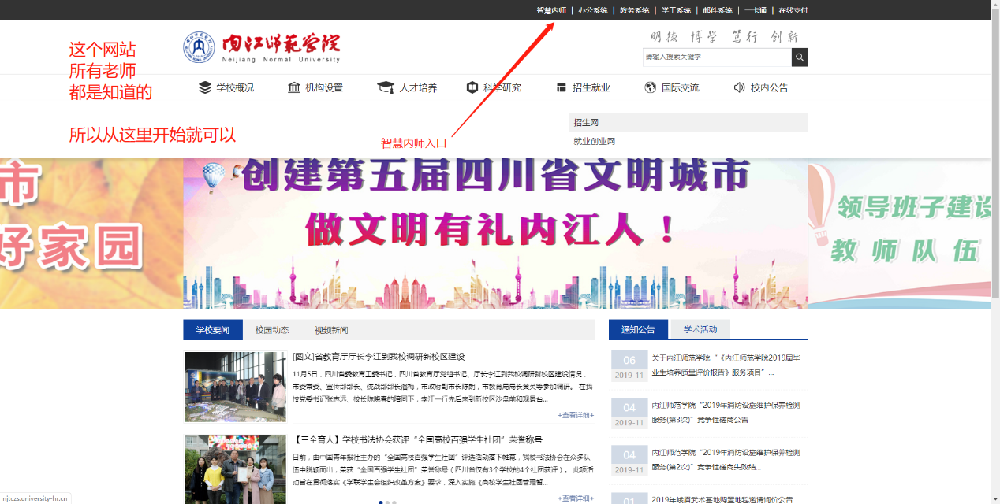 智慧内师 | 办公系统 | 教务系统 | 学工系统 | 邮件系统 | 一卡通 | 在线支付
这个网站
所有老师
都是知道的
所以从这里开始就可以
内江师范学院
Neijiang Normal University
明德 博学 笃行 创新
请输入搜索关键字
学校概况 机构设置 人才培养 科学研究 招生就业 国际交流 校内公告
招生网
就业创业网
智慧内师入口
市
好家园
创建第五届四川省文明城市
做文明有礼内江人！
领导班子建设
教师队伍
学校要闻 校园动态 视频新闻
[图文]省教育厅厅长李江到我校调研新校区建设
11月5日，四川省委教育工委书记，四川省教育厅党组书记、厅长李江到我校调研新校区建设情况，
市委常委、宣传部部长、统战部部长潘梅，市政府副市长陈朗，市教育局局长黄英等参加调研。 在我
校党委书记张志远、校长陈晓春的陪同下，李江一行先后来到新校区沙盘前和观景台...
+查看详细+
【三全育人】学校书法协会获评“全国高校百强学生社团”荣誉称号
日前，由中国青年报社主办的“全国高校百强学生社团”评选活动落下帷幕，我校书法协会在众多队
伍中脱颖而出，荣获“全国百强学生社团”荣誉称号（四川省仅有3个学校的4个社团获评）。 此项活
动旨在贯彻落实《学联学生会组织改革方案》要求，深入实施《高校学生社团管理暂...
+查看详细+
通知公告 学术活动
06
2019-11
关于内江师范学院“《内江师范学院2019届毕
业生培养质量评价报告》服务项目”...
04
2019-11
内江师范学院“2019年消防设施维护保养检测
服务(第3次)”竞争性磋商公告
04
2019-11
内江师范学院“2019年消防设施维护保养检测
服务(第2次)”竞争性磋商失败结...
01
2019年峨眉武术基地购置地毯邀请询价公告
njtczs.university-hr.cn